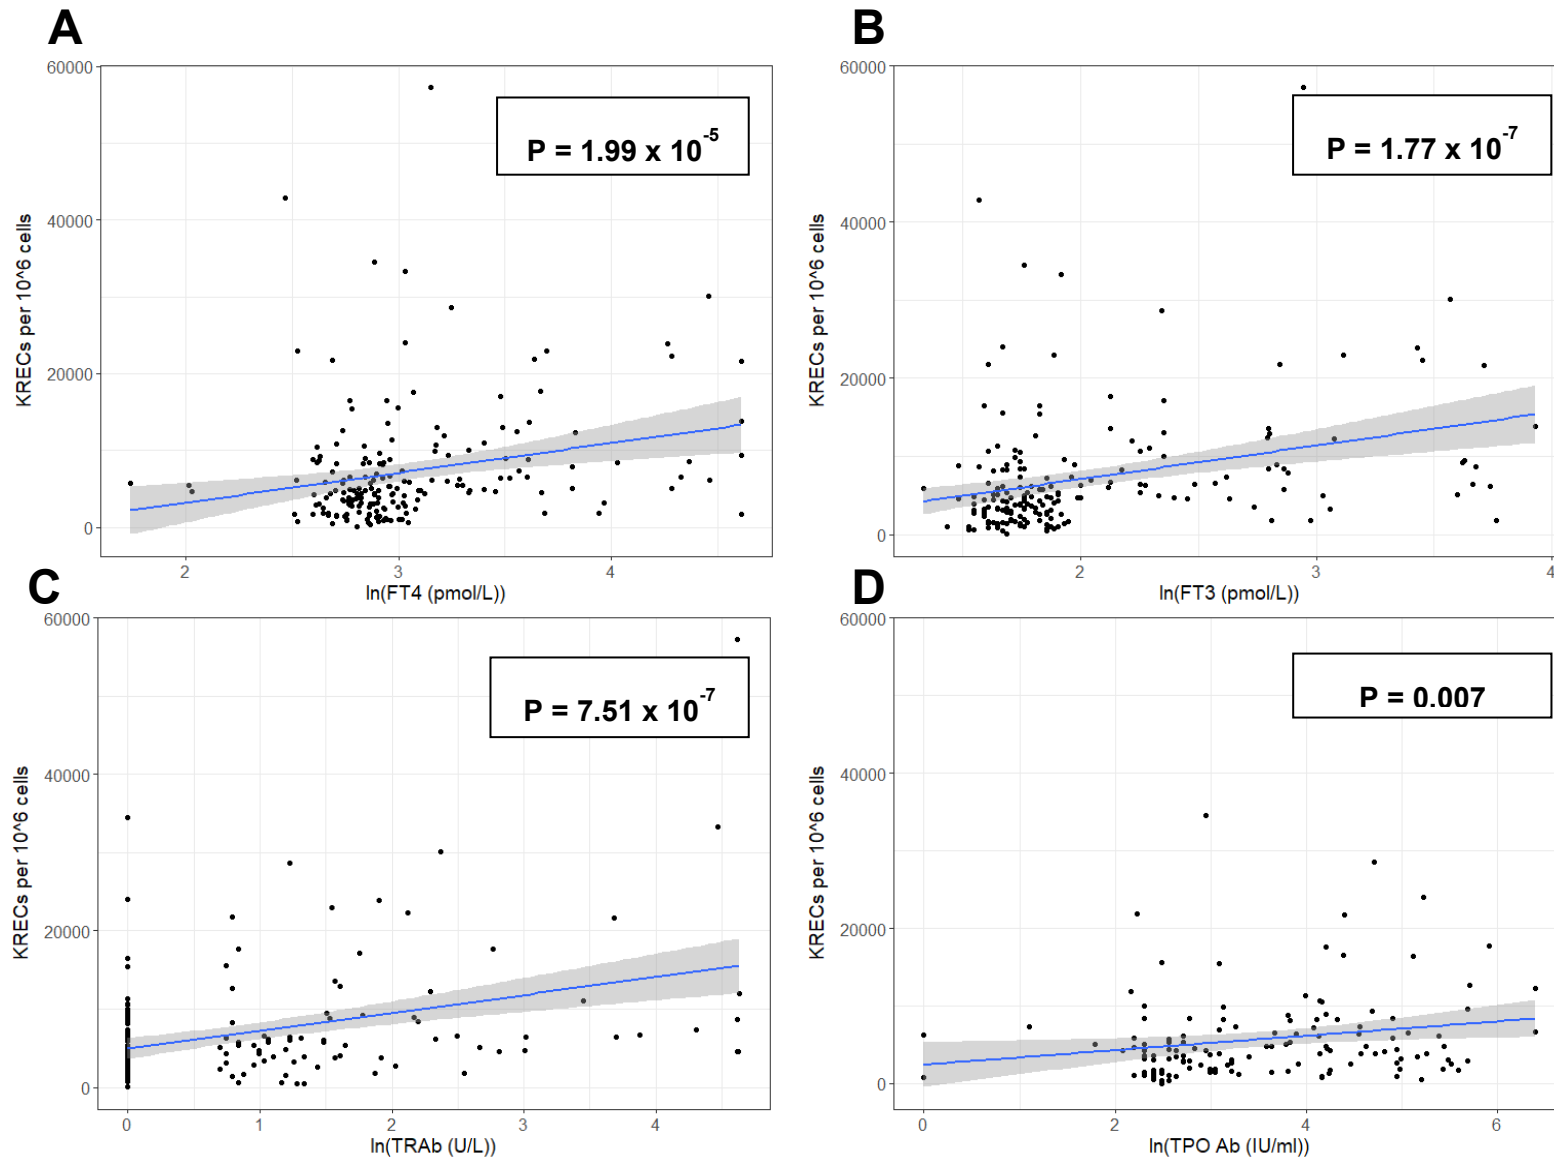 A
60000
40000
20000
0
KRECs per 10^6 cells
P = 1.99 x 10^-5
2
3
4
ln(FT4 (pmol/L))
B
60000
40000
20000
0
KRECs per 10^6 cells
P = 1.77 x 10^-7
2
3
4
ln(FT3 (pmol/L))
C
60000
40000
20000
0
KRECs per 10^6 cells
P = 7.51 x 10^-7
0
1
2
3
4
ln(TRAb (U/L))
D
60000
40000
20000
0
KRECs per 10^6 cells
P = 0.007
0
2
4
6
ln(TPO Ab (IU/ml))